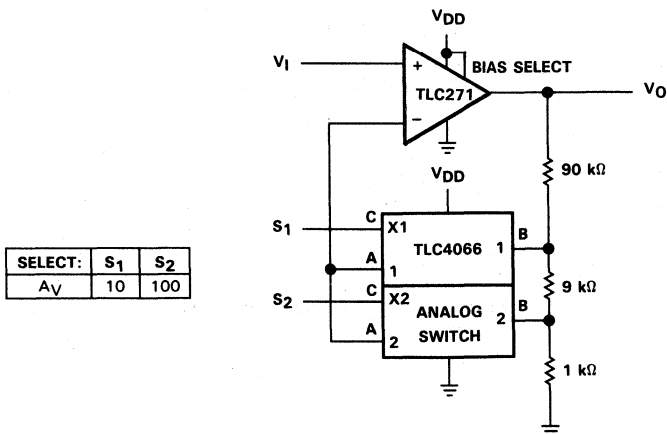 VDD
VI
+
BIAS SELECT
TLC271
VO
−
90 kΩ
VDD
S1
C
X1
TLC4066
B
1
A
1
9 kΩ
SELECT: S1 S2
AV 10 100
S2
C
X2
ANALOG
SWITCH
B
2
A
2
1 kΩ